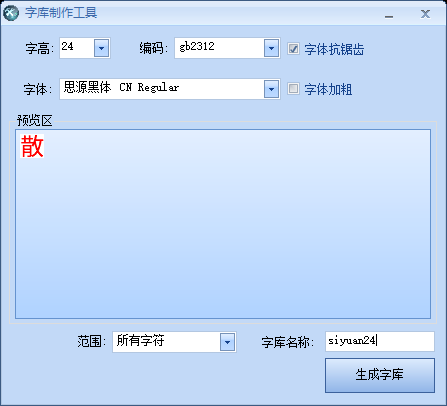 字库制作工具
字高: 24 编码: gb2312 字体抗锯齿
字体: 思源黑体 CN Regular 字体加粗
预览区
散
范围: 所有字符 字库名称: siyuan24
生成字库